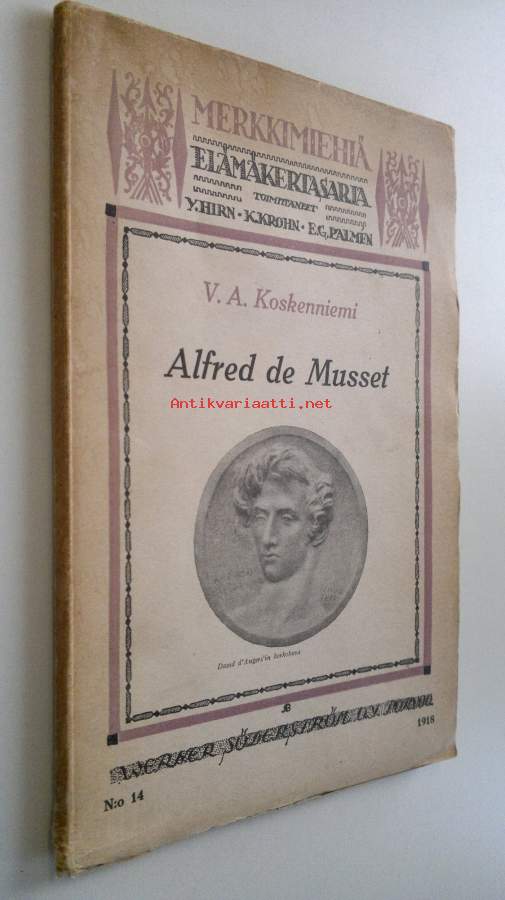 MERKKIMIEHIÄ
ELÄMÄKERTASARJA
TOIMITTANEET
Y. HIRN · K. KROHN · E. G. PALMÉN
V. A. Koskenniemi
Alfred de Musset
Antikvariaatti.net
David d'Angers'in korkokuva
WERNER SÖDERSTRÖM O.Y. PORVOO
N:o 14
1918